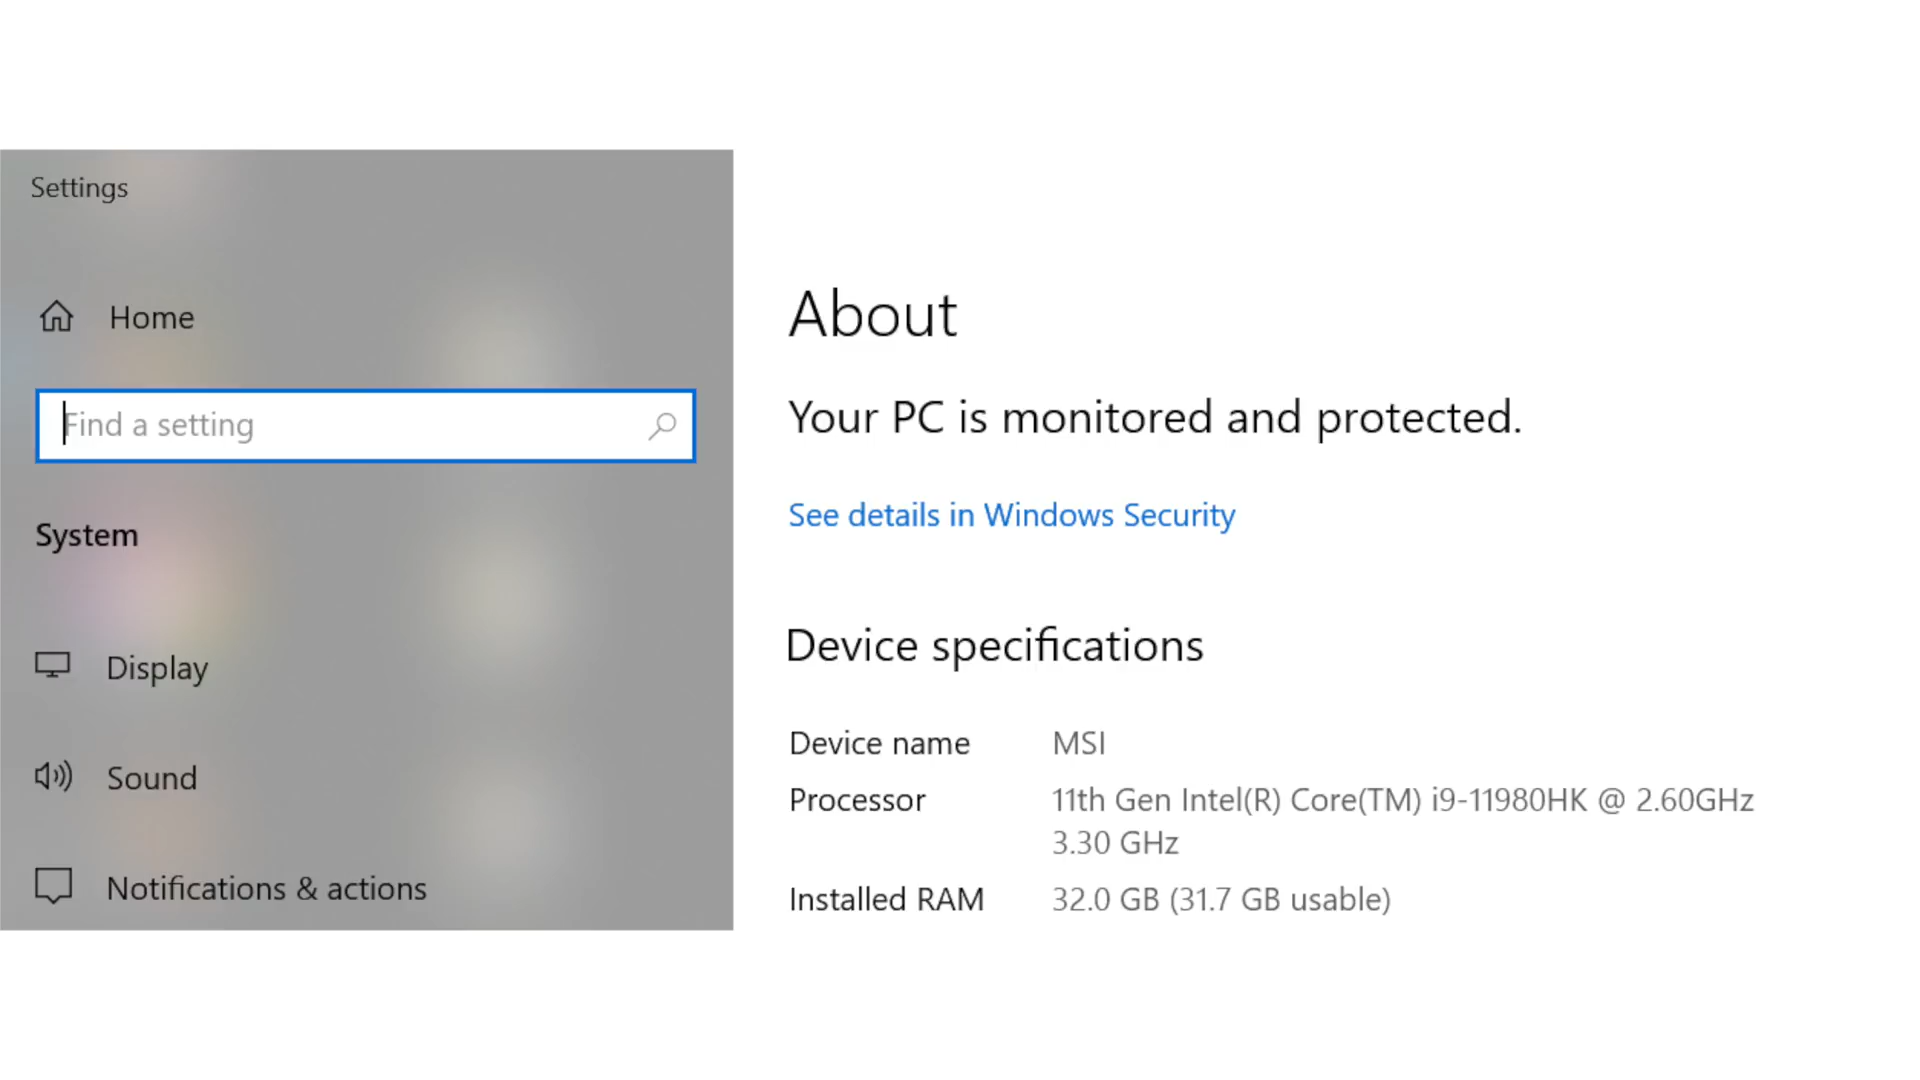 Settings
Home
Find a setting
System
Display
Sound
Notifications & actions
About
Your PC is monitored and protected.
See details in Windows Security
Device specifications
Device name MSI
Processor 11th Gen Intel(R) Core(TM) i9-11980HK @ 2.60GHz
3.30 GHz
Installed RAM 32.0 GB (31.7 GB usable)